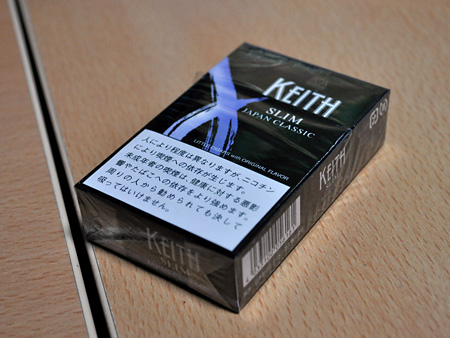 KEITH
SLIM
JAPAN CLASSIC
LITTLE CIGARS with ORIGINAL FLAVOR
人により程度は異なりますが、ニコチン
により喫煙への依存が生じます。
未成年者の喫煙は、健康に対する悪影
響やたばこへの依存をより強めます。
周りの人から勧められても決して
吸ってはいけません。
KEITH
SLIM
KEITH